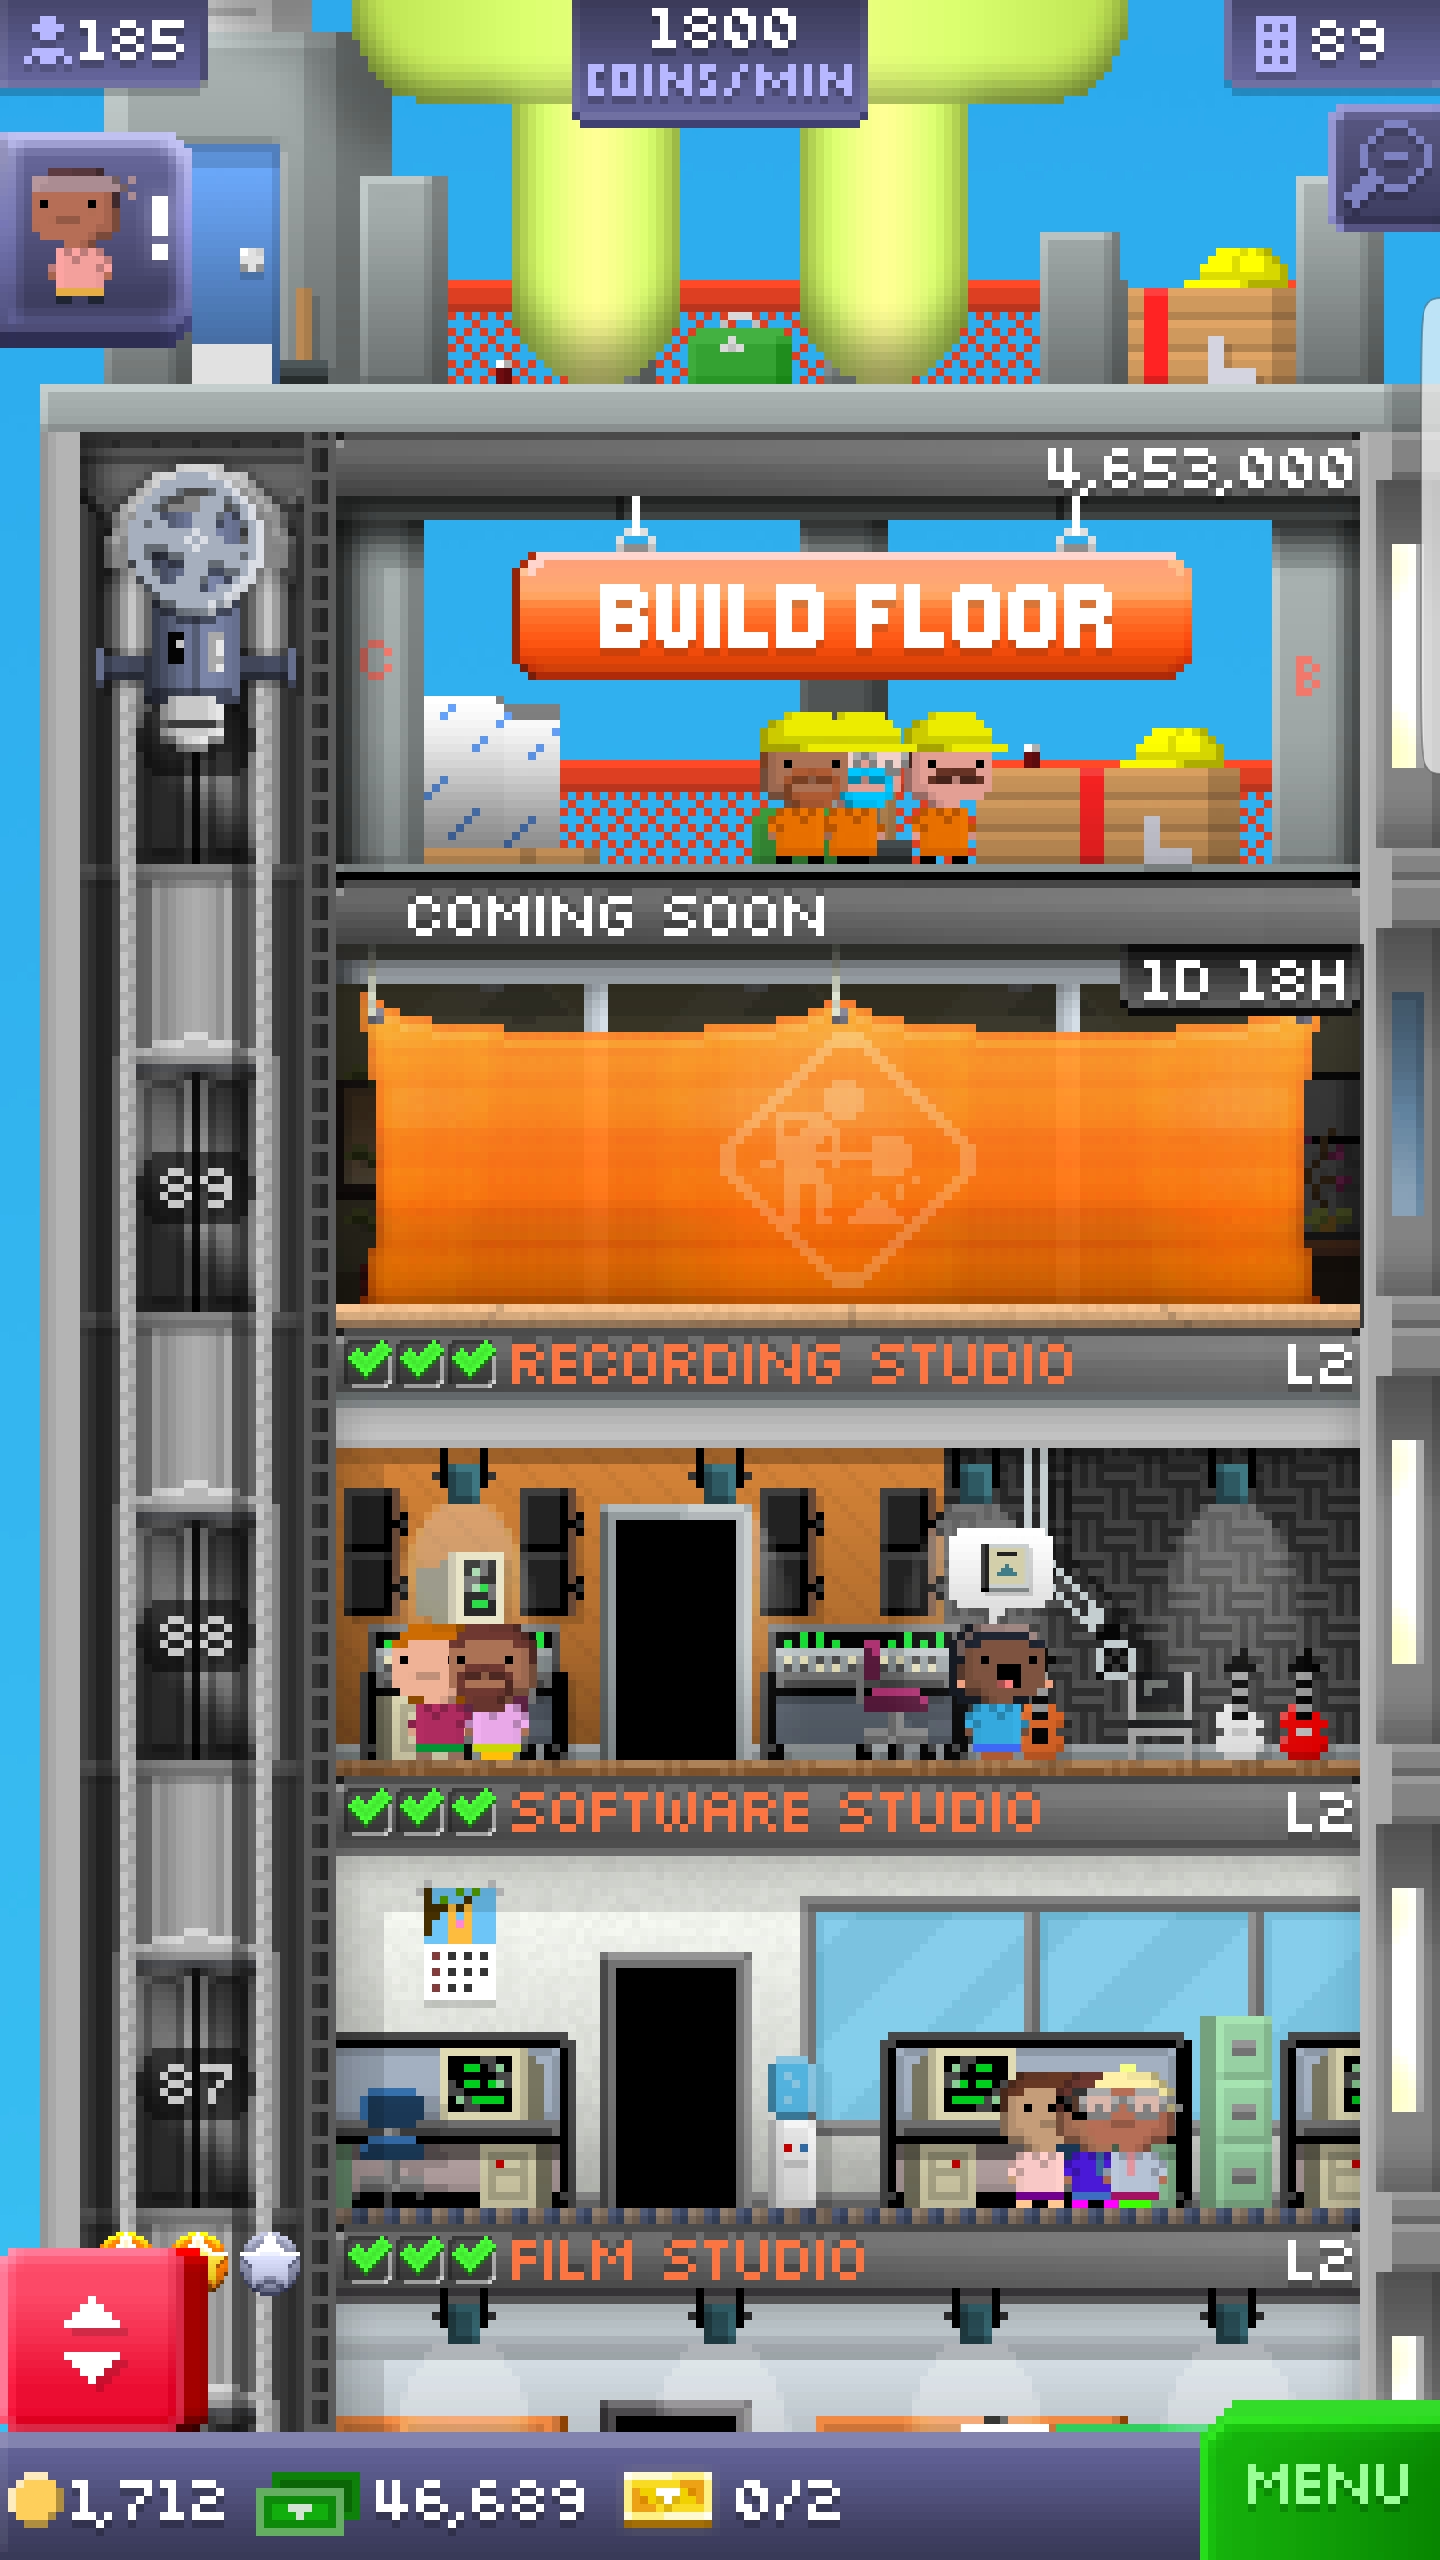 185
1800
COINS/MIN
89
!
4,653,000
BUILD FLOOR
C
B
COMING SOON
1D 18H
89
RECORDING STUDIO
L2
88
SOFTWARE STUDIO
L2
87
FILM STUDIO
L2
1,712
46,689
0/2
MENU